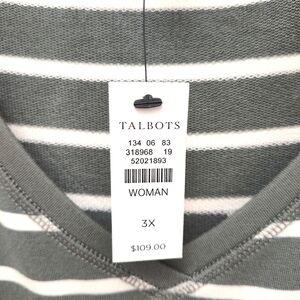 TALBOTS
134 06 83
318968 19
52021893
WOMAN
3X
$109.00